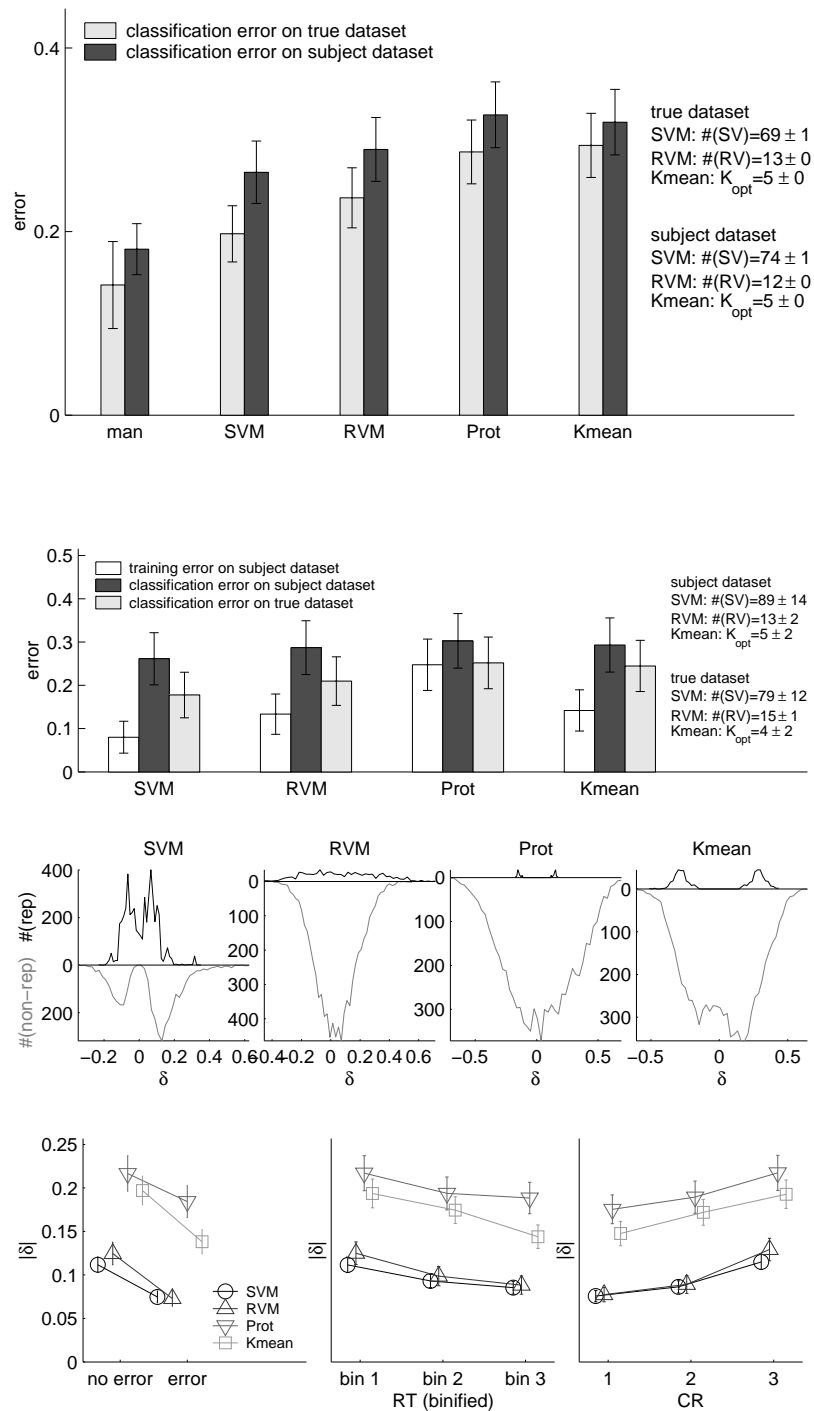 classification error on true dataset
classification error on subject dataset
0.4
0.2
0
error
man SVM RVM Prot Kmean
true dataset
SVM: #(SV)=69 ± 1
RVM: #(RV)=13 ± 0
Kmean: K_opt=5 ± 0
subject dataset
SVM: #(SV)=74 ± 1
RVM: #(RV)=12 ± 0
Kmean: K_opt=5 ± 0
training error on subject dataset
classification error on subject dataset
classification error on true dataset
0.5
0.4
0.3
0.2
0.1
0
error
SVM RVM Prot Kmean
subject dataset
SVM: #(SV)=89 ± 14
RVM: #(RV)=13 ± 2
Kmean: K_opt=5 ± 2
true dataset
SVM: #(SV)=79 ± 12
RVM: #(RV)=15 ± 1
Kmean: K_opt=4 ± 2
SVM
#(non−rep) #(rep)
400
200
0
200
−0.2 0 0.2 0.4 0.6
δ
RVM
0
100
200
300
400
−0.4 −0.2 0 0.2 0.4 0.6
δ
Prot
0
100
200
300
−0.5 0 0.5
δ
Kmean
0
100
200
300
−0.5 0 0.5
δ
0.25
0.2
0.15
0.1
0.05
0
|δ|
SVM
RVM
Prot
Kmean
no error error
|δ|
bin 1 bin 2 bin 3
RT (binified)
|δ|
1 2 3
CR